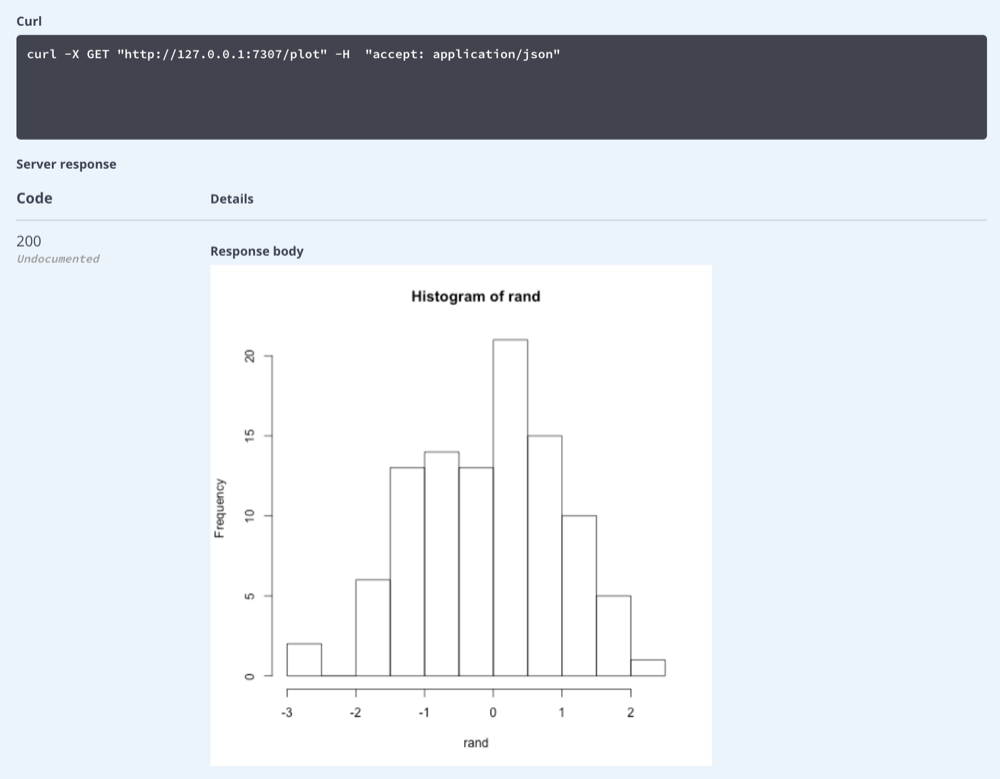 Curl
curl -X GET "http://127.0.0.1:7307/plot" -H  "accept: application/json"
Server response
Code Details
200
Undocumented
Response body
Histogram of rand
Frequency
20
15
10
5
0
-3 -2 -1 0 1 2
rand